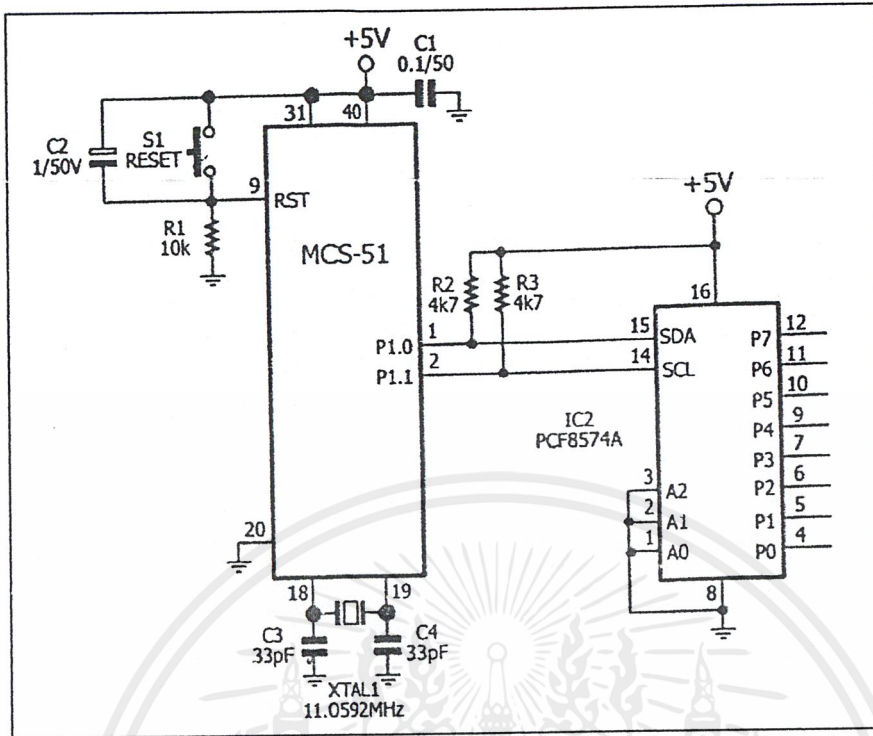 +5V
C1
0.1/50
31
40
C2
1/50V
S1
RESET
9
RST
R1
10k
MCS-51
+5V
R2
4k7
R3
4k7
16
P1.0
1
15
SDA
P7
12
P1.1
2
14
SCL
P6
11
P5
10
IC2
PCF8574A
P4
9
P3
7
3
A2
P2
6
2
A1
P1
5
1
A0
P0
4
20
8
18
19
C3
33pF
C4
33pF
XTAL1
11.0592MHz